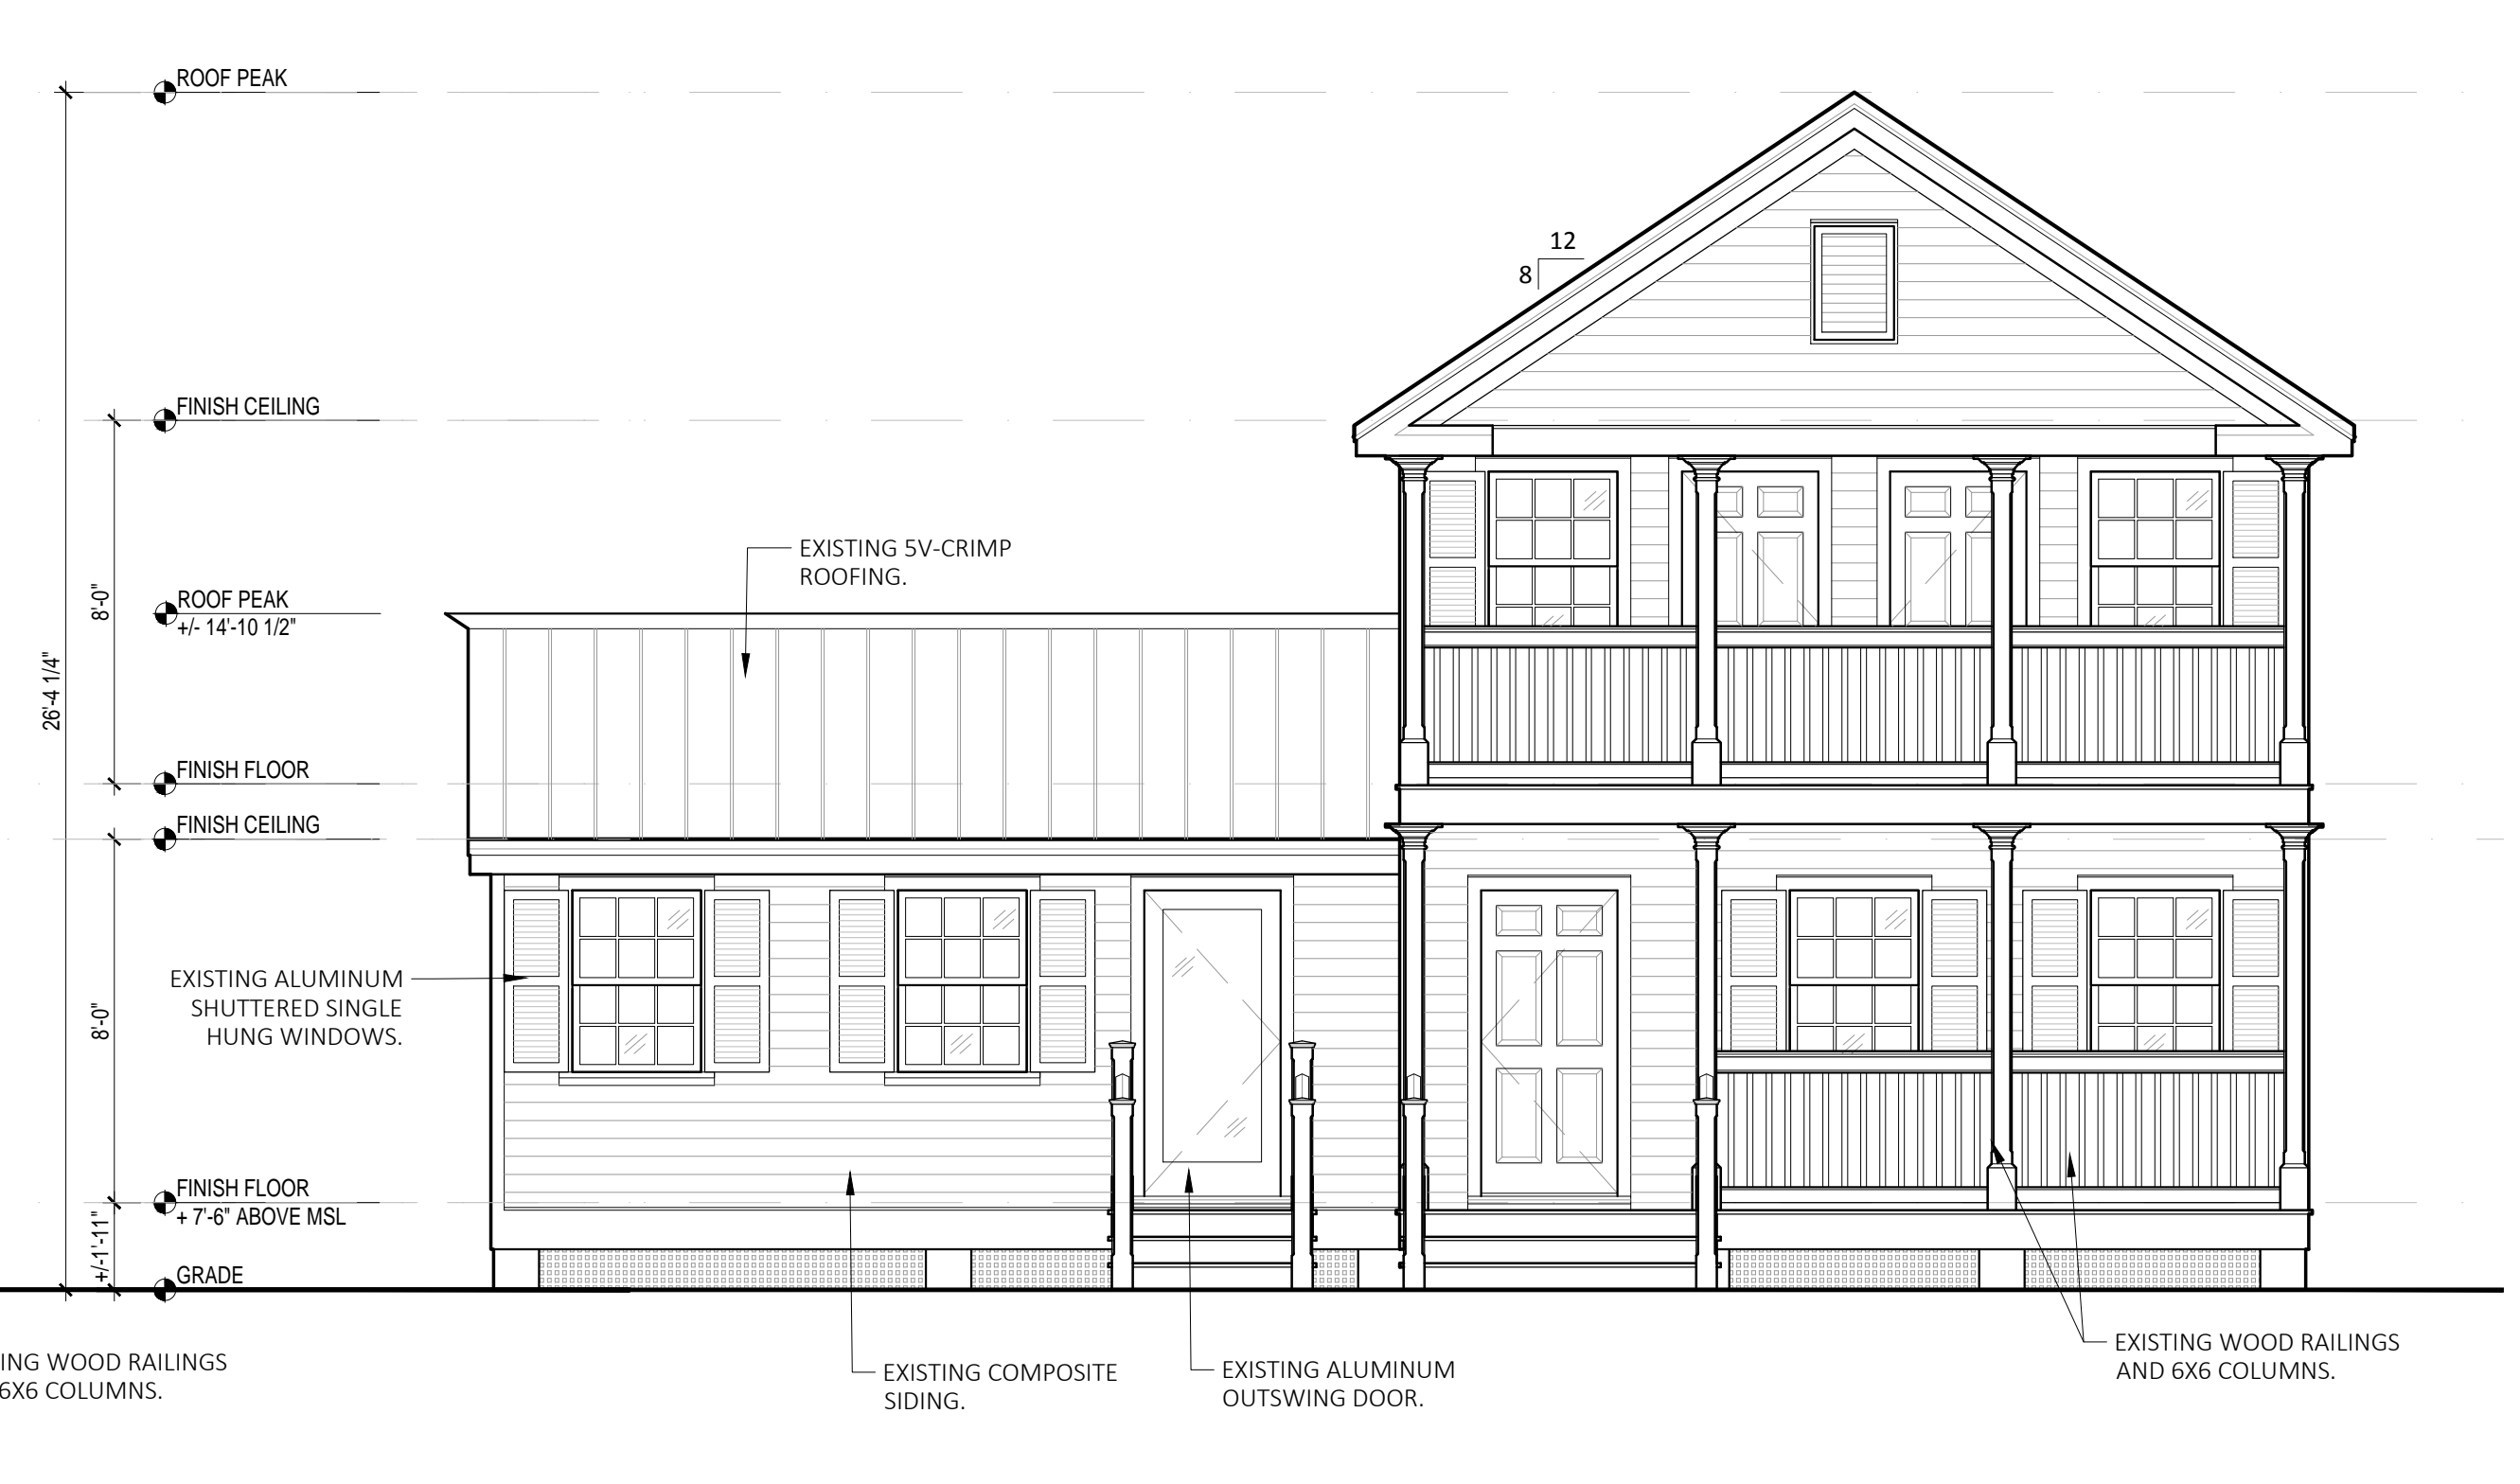 ROOF PEAK
12
8
FINISH CEILING
EXISTING 5V-CRIMP
ROOFING.
8'-0"
ROOF PEAK
+/- 14'-10 1/2"
26'-4 1/4"
FINISH FLOOR
FINISH CEILING
EXISTING ALUMINUM
SHUTTERED SINGLE
HUNG WINDOWS.
8'-0"
FINISH FLOOR
+ 7'-6" ABOVE MSL
+/-1'-11"
GRADE
ING WOOD RAILINGS
6X6 COLUMNS.
EXISTING COMPOSITE
SIDING.
EXISTING ALUMINUM
OUTSWING DOOR.
EXISTING WOOD RAILINGS
AND 6X6 COLUMNS.